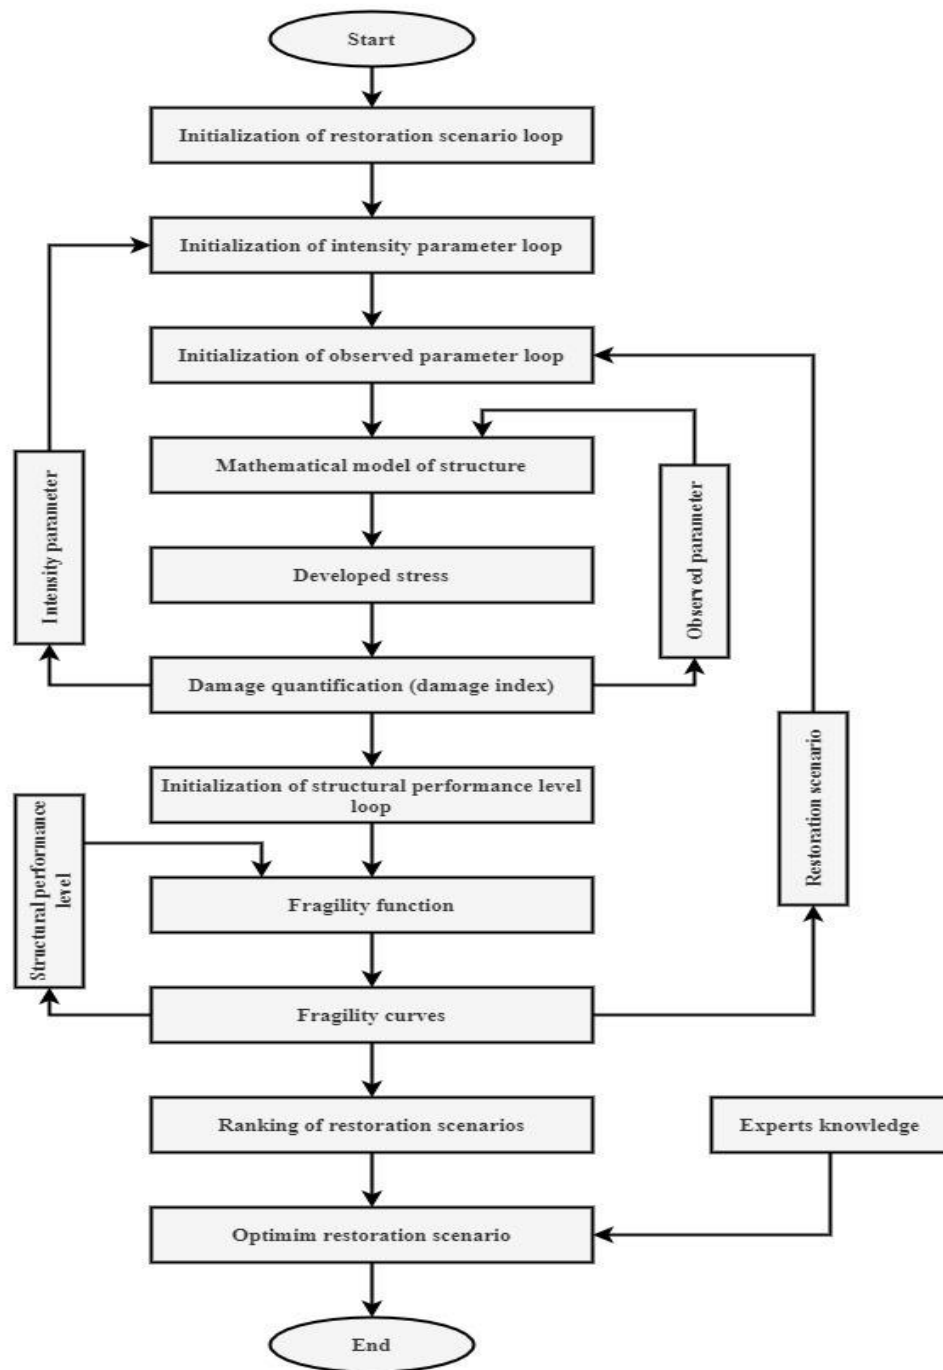 Start
Initialization of restoration scenario loop
Initialization of intensity parameter loop
Initialization of observed parameter loop
Mathematical model of structure
Intensity parameter
Observed parameter
Developed stress
Damage quantification (damage index)
Restoration scenario
Initialization of structural performance level
loop
Structural performance
level
Fragility function
Fragility curves
Ranking of restoration scenarios
Experts knowledge
Optimim restoration scenario
End